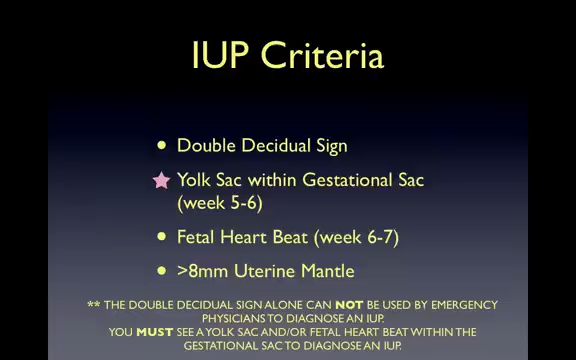 IUP Criteria
• Double Decidual Sign
★ Yolk Sac within Gestational Sac
(week 5-6)
• Fetal Heart Beat (week 6-7)
• >8mm Uterine Mantle
** THE DOUBLE DECIDUAL SIGN ALONE CAN NOT BE USED BY EMERGENCY
PHYSICIANS TO DIAGNOSE AN IUP.
YOU MUST SEE A YOLK SAC AND/OR FETAL HEART BEAT WITHIN THE
GESTATIONAL SAC TO DIAGNOSE AN IUP.